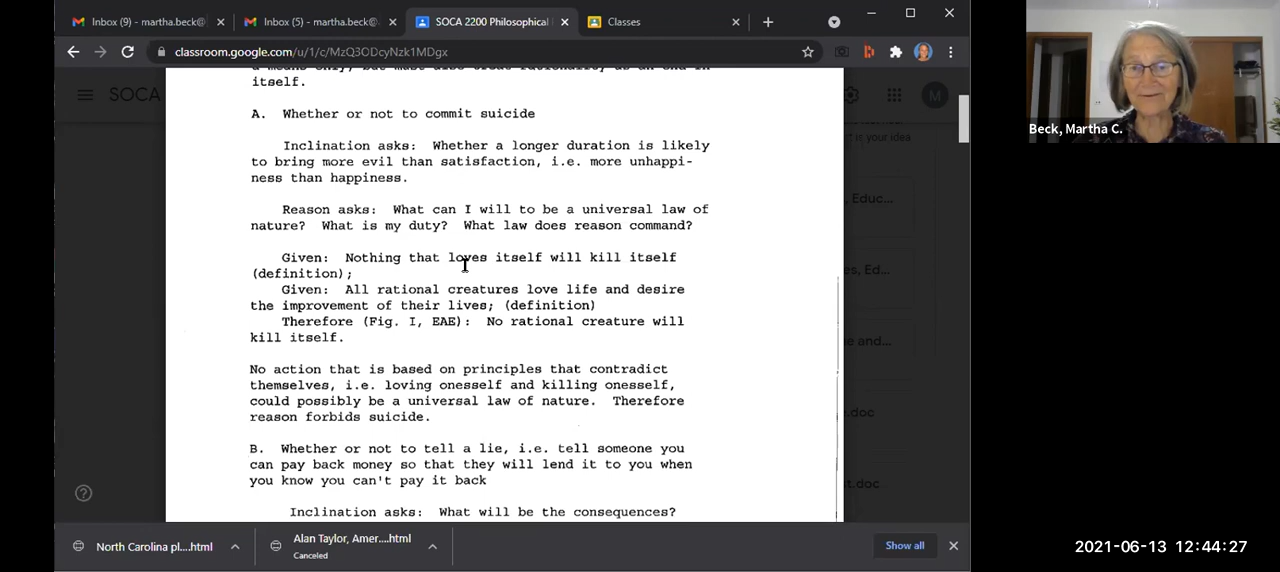 Inbox (9) - martha.beck@
Inbox (5) - martha.beck@
SOCA 2200 Philosophical
Classes
classroom.google.com/u/1/c/MzQ3ODcyNzk1MDgx
SOCA
M
itself.
A. Whether or not to commit suicide
Inclination asks: Whether a longer duration is likely
to bring more evil than satisfaction, i.e. more unhappi-
ness than happiness.
Reason asks: What can I will to be a universal law of
nature? What is my duty? What law does reason command?
Given: Nothing that loves itself will kill itself
(definition);
Given: All rational creatures love life and desire
the improvement of their lives; (definition)
Therefore (Fig. I, EAE): No rational creature will
kill itself.
No action that is based on principles that contradict
themselves, i.e. loving onesself and killing onesself,
could possibly be a universal law of nature. Therefore
reason forbids suicide.
B. Whether or not to tell a lie, i.e. tell someone you
can pay back money so that they will lend it to you when
you know you can't pay it back
Inclination asks: What will be the consequences?
, Educ...
es, Ed...
e and...
e.doc
st.doc
North Carolina pl....html
Alan Taylor, Amer....html
Canceled
Show all
Beck, Martha C.
2021-06-13 12:44:27